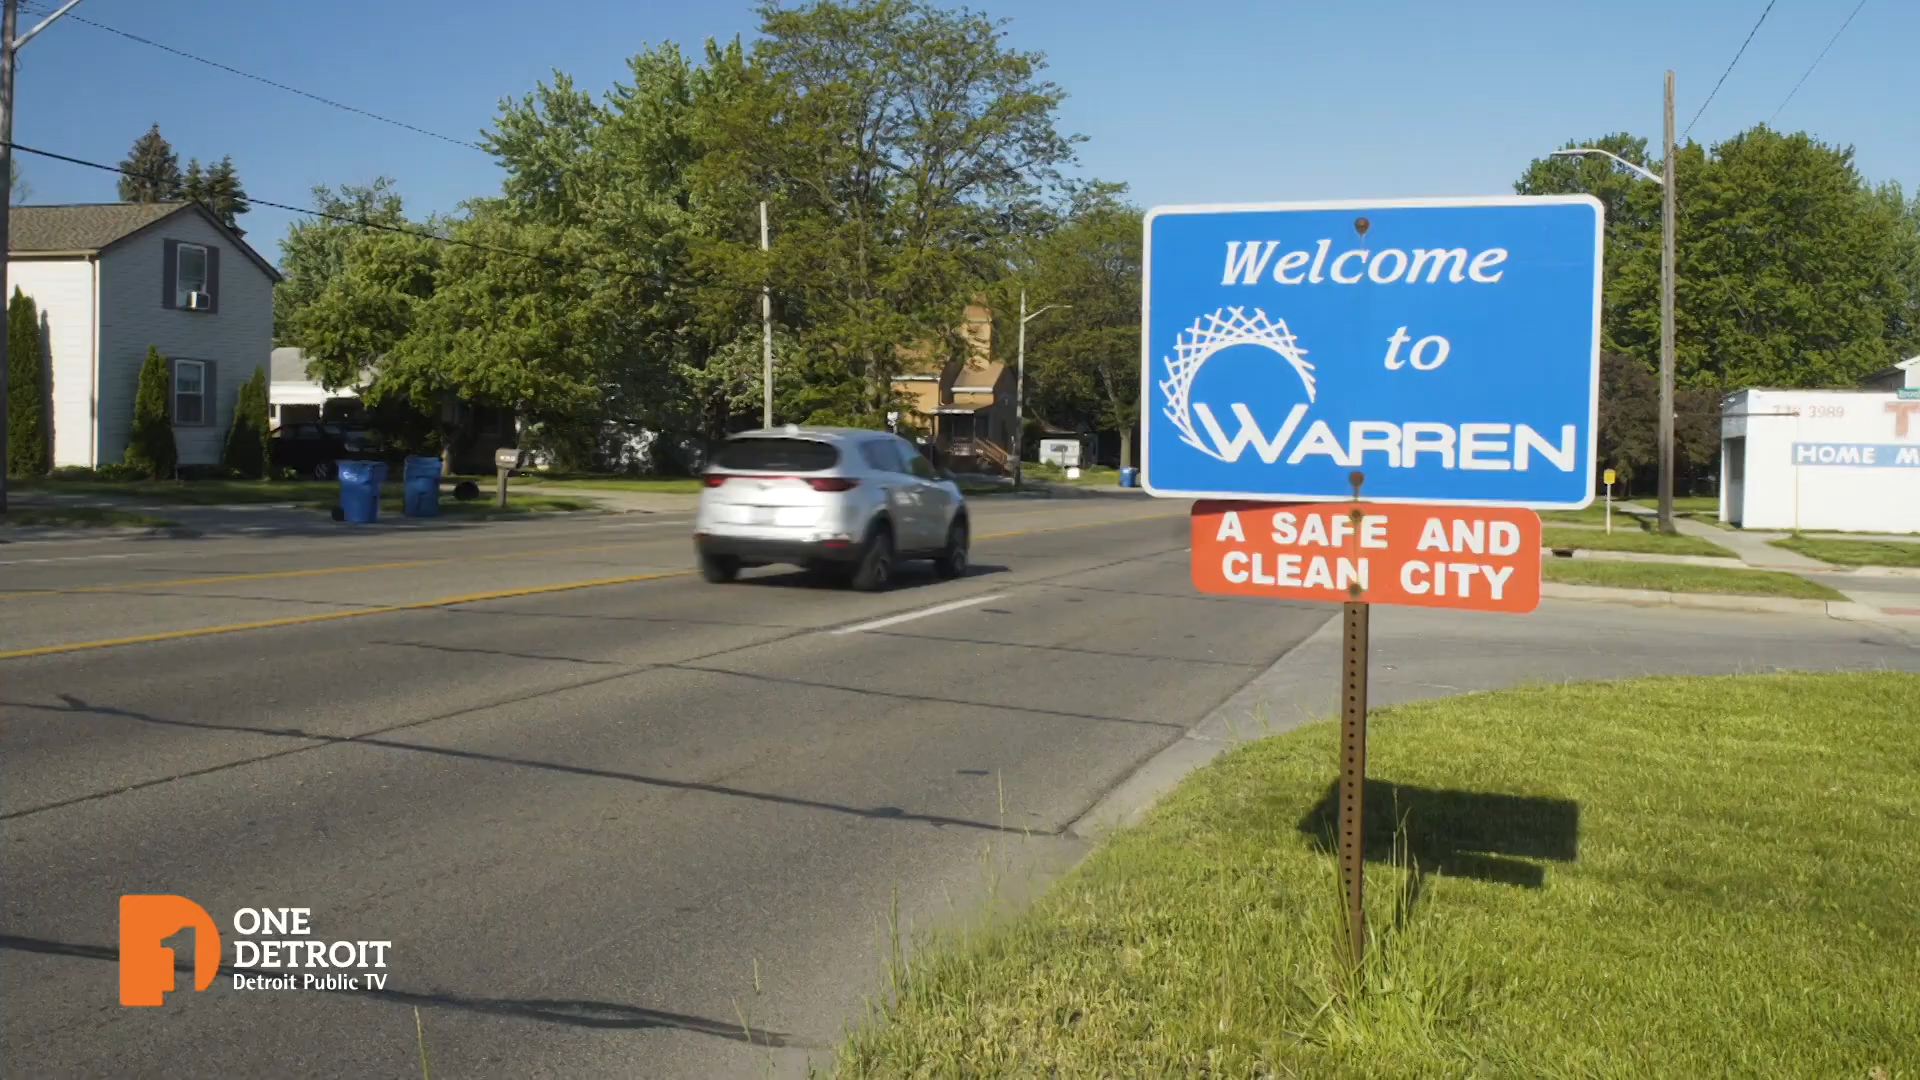 Welcome
to
WARREN
A SAFE AND
CLEAN CITY
HOME M
ONE
DETROIT
Detroit Public TV